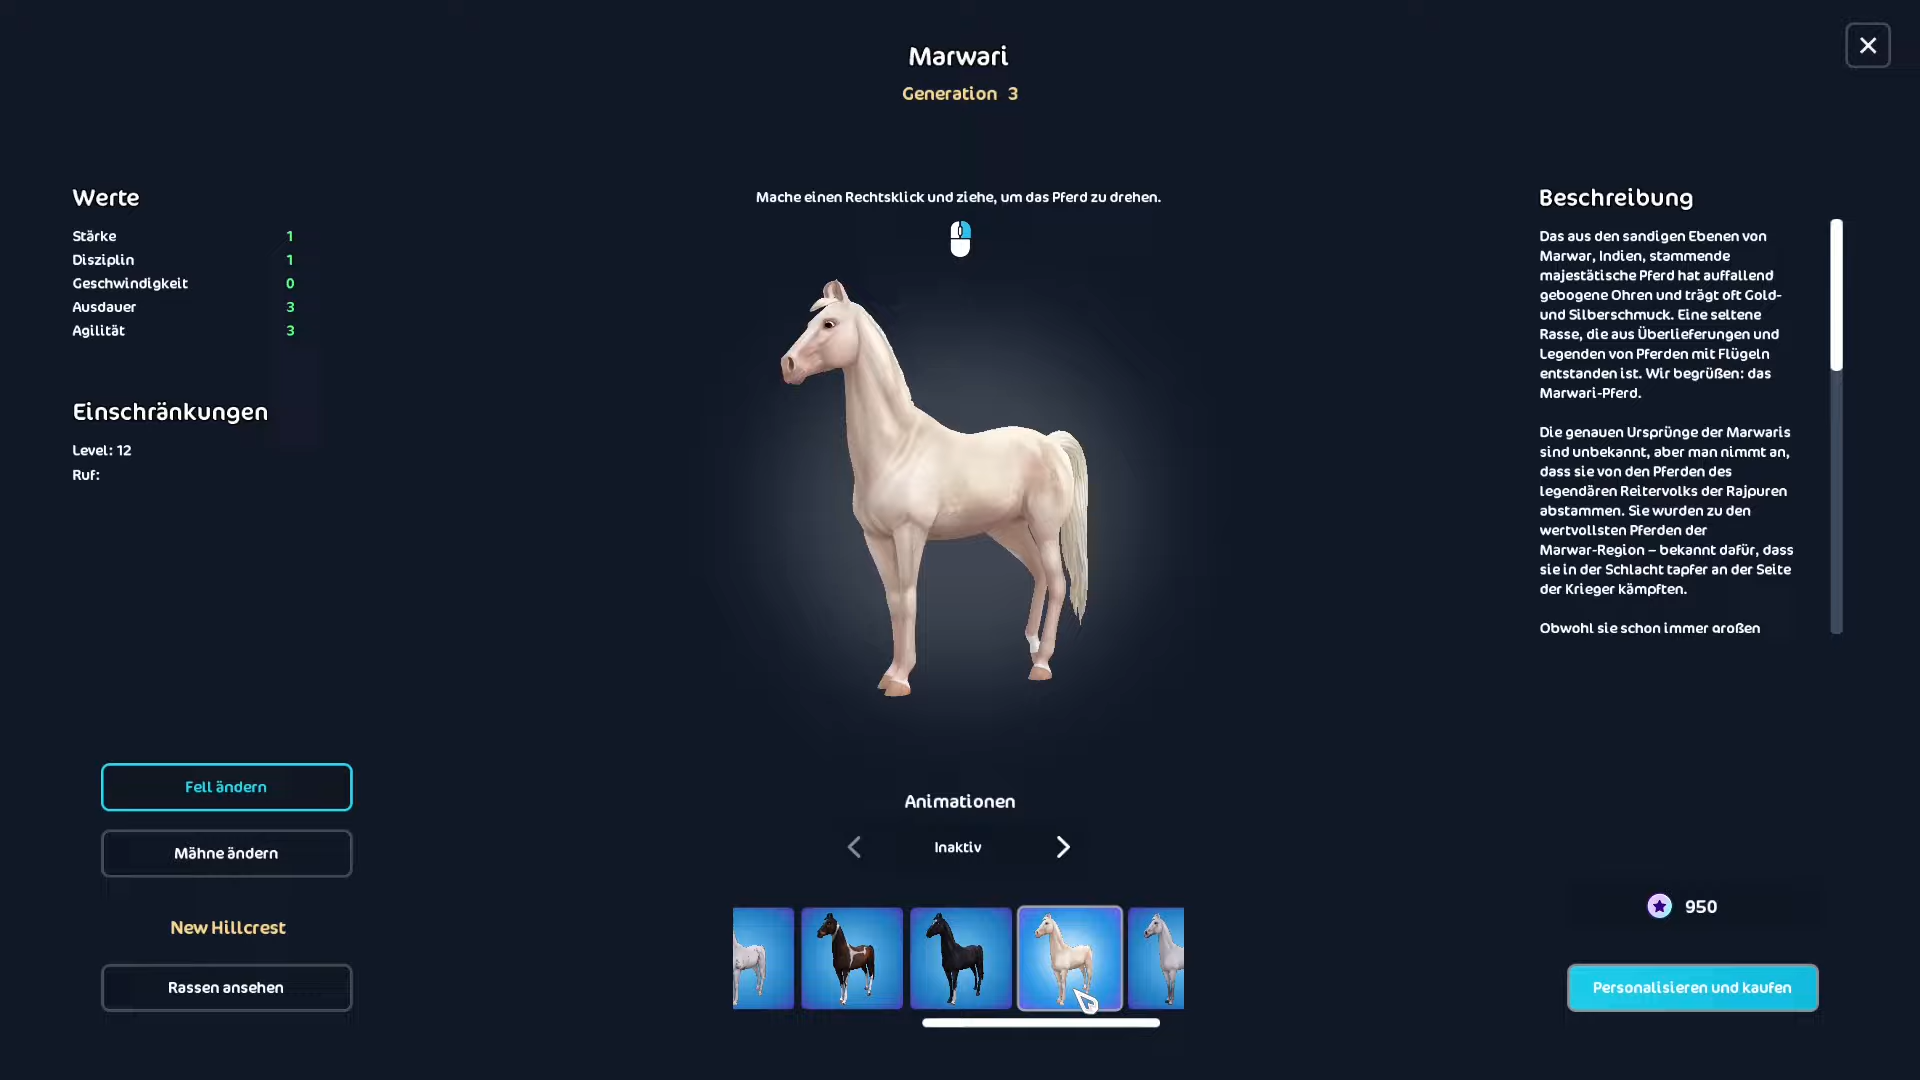 Marwari
Generation 3
Werte
Stärke 1
Disziplin 1
Geschwindigkeit 0
Ausdauer 3
Agilität 3
Einschränkungen
Level: 12
Ruf:
Mache einen Rechtsklick und ziehe, um das Pferd zu drehen.
Beschreibung
Das aus den sandigen Ebenen von
Marwar, Indien, stammende
majestätische Pferd hat auffallend
gebogene Ohren und trägt oft Gold-
und Silberschmuck. Eine seltene
Rasse, die aus Überlieferungen und
Legenden von Pferden mit Flügeln
entstanden ist. Wir begrüßen: das
Marwari-Pferd.
Die genauen Ursprünge der Marwaris
sind unbekannt, aber man nimmt an,
dass sie von den Pferden des
legendären Reitervolks der Rajpuren
abstammen. Sie wurden zu den
wertvollsten Pferden der
Marwar-Region – bekannt dafür, dass
sie in der Schlacht tapfer an der Seite
der Krieger kämpften.
Obwohl sie schon immer großen
Fell ändern
Mähne ändern
New Hillcrest
Rassen ansehen
Animationen
Inaktiv
950
Personalisieren und kaufen